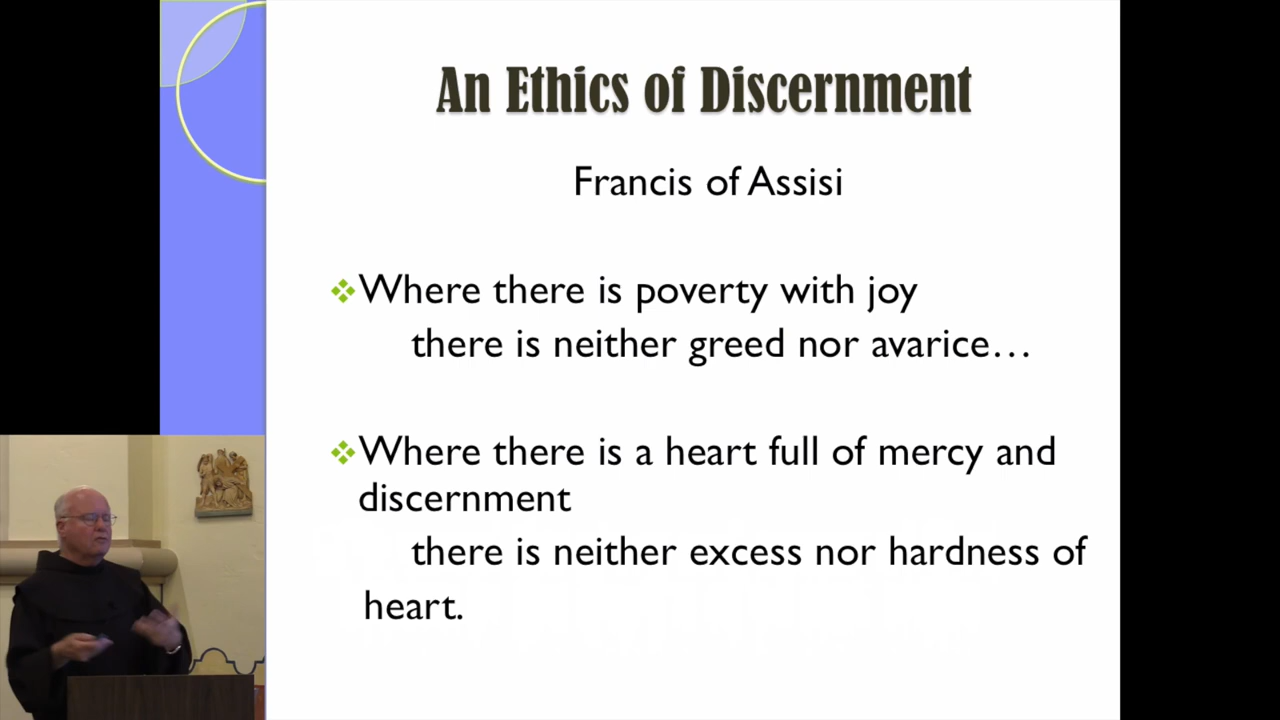 An Ethics of Discernment
Francis of Assisi
Where there is poverty with joy
there is neither greed nor avarice…
Where there is a heart full of mercy and
discernment
there is neither excess nor hardness of
heart.